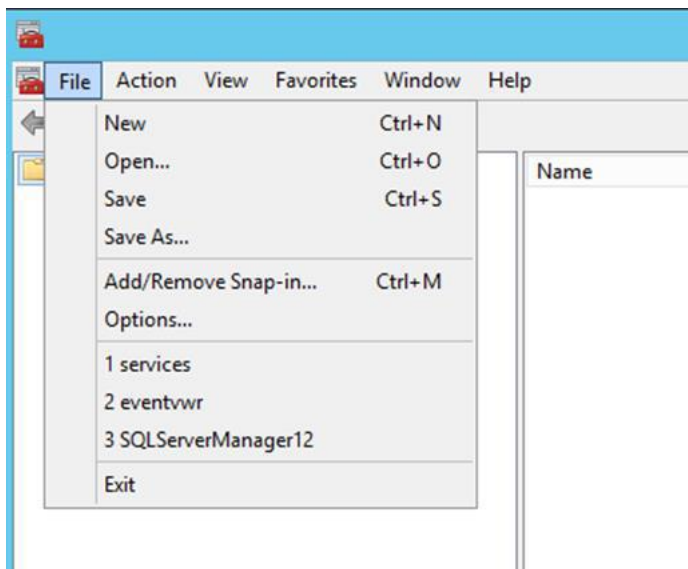 File Action View Favorites Window Help
New Ctrl+N
Open... Ctrl+O
Save Ctrl+S
Save As...
Add/Remove Snap-in... Ctrl+M
Options...
1 services
2 eventvwr
3 SQLServerManager12
Exit
Name